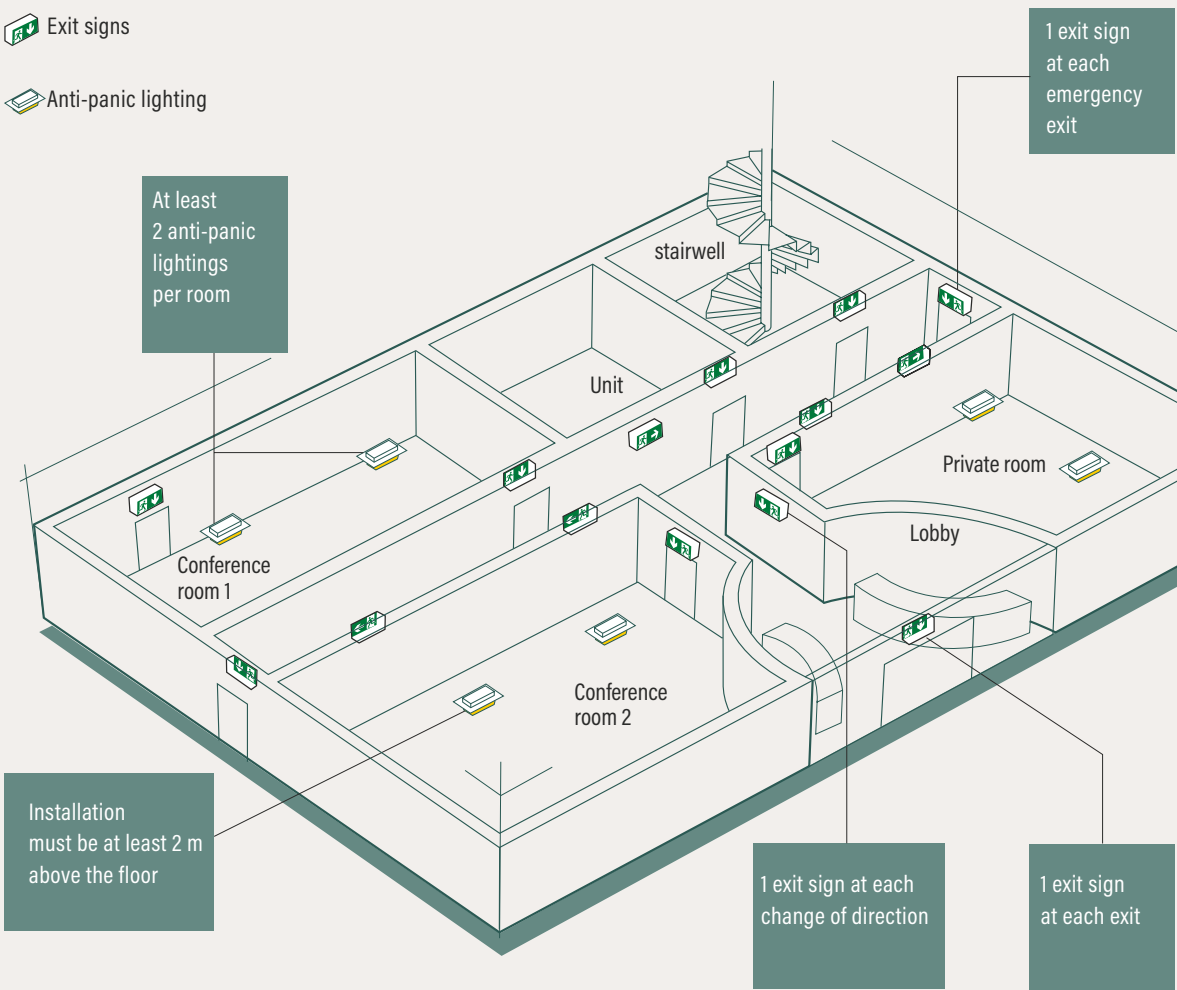 Exit signs
Anti-panic lighting
1 exit sign
at each
emergency
exit
At least
2 anti-panic
lightings
per room
stairwell
Unit
Private room
Lobby
Conference
room 1
Conference
room 2
Installation
must be at least 2 m
above the floor
1 exit sign at each
change of direction
1 exit sign
at each exit